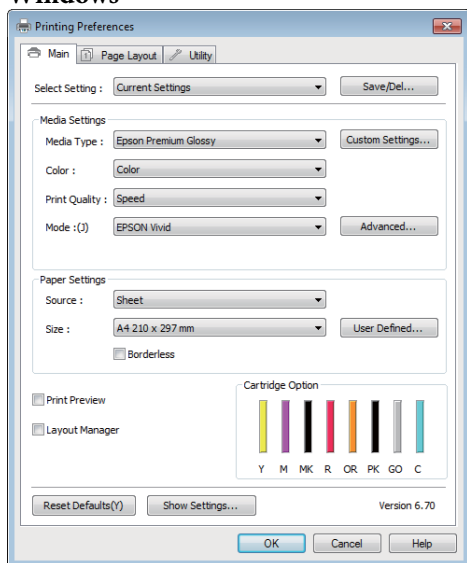 Windows
Printing Preferences
Main Page Layout Utility
Select Setting : Current Settings Save/Del...
Media Settings
Media Type : Epson Premium Glossy Custom Settings...
Color : Color
Print Quality : Speed
Mode :(J) EPSON Vivid Advanced...
Paper Settings
Source : Sheet
Size : A4 210 x 297 mm User Defined...
Borderless
Print Preview
Layout Manager
Cartridge Option
Y M MK R OR PK GO C
Reset Defaults(Y) Show Settings... Version 6.70
OK Cancel Help